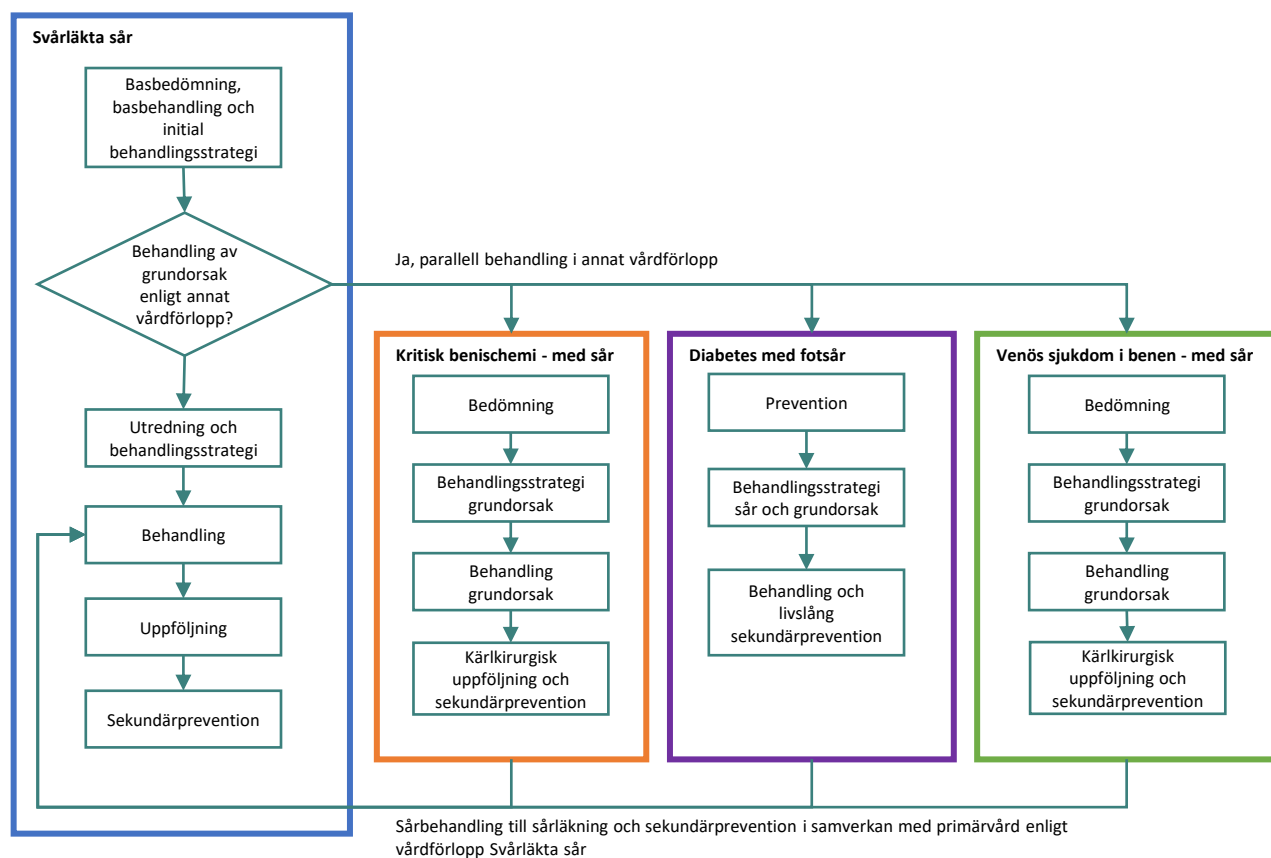 Svårläkta sår
Basbedömning,
basbehandling och
initial
behandlingsstrategi
Behandling av
grundorsak
enligt annat
vårdförlopp?
Utredning och
behandlingsstrategi
Behandling
Uppföljning
Sekundärprevention
Ja, parallell behandling i annat vårdförlopp
Kritisk benischemi - med sår
Bedömning
Behandlingsstrategi
grundorsak
Behandling
grundorsak
Kärlkirurgisk
uppföljning och
sekundärprevention
Diabetes med fotsår
Prevention
Behandlingsstrategi
sår och grundorsak
Behandling och
livslång
sekundärprevention
Venös sjukdom i benen - med sår
Bedömning
Behandlingsstrategi
grundorsak
Behandling
grundorsak
Kärlkirurgisk
uppföljning och
sekundärprevention
Sårbehandling till sårläkning och sekundärprevention i samverkan med primärvård enligt
vårdförlopp Svårläkta sår